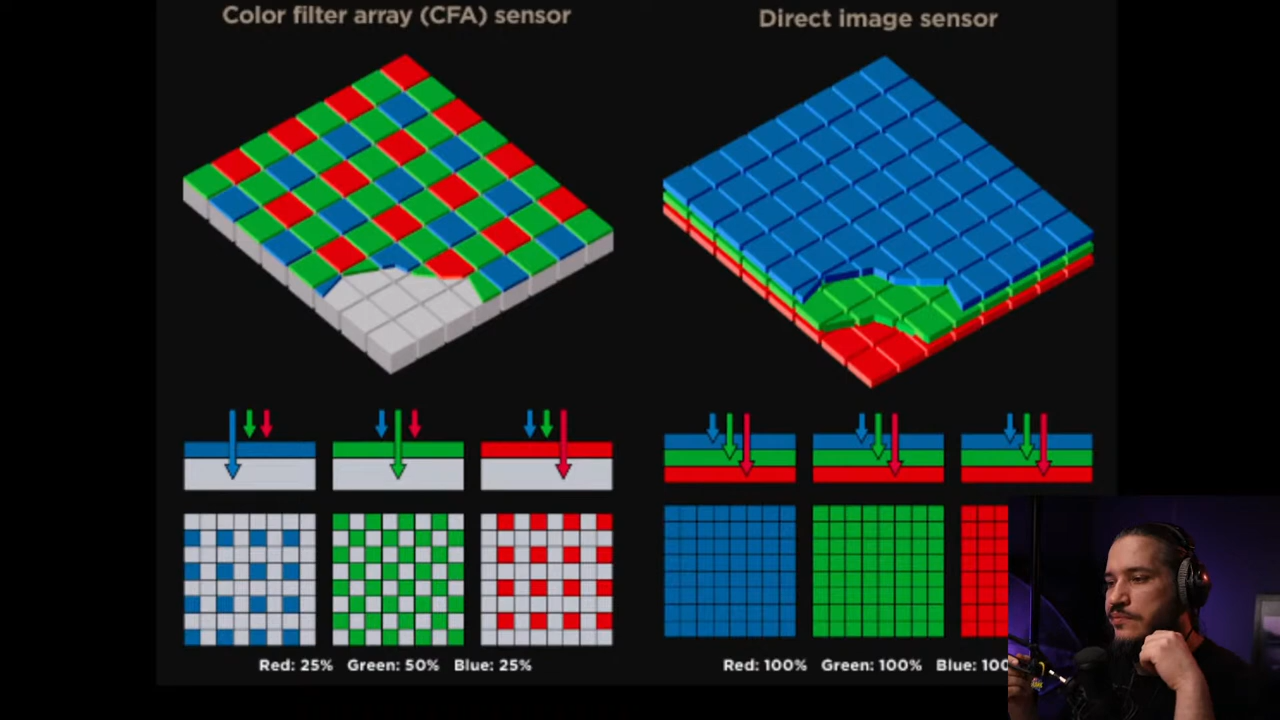 Color filter array (CFA) sensor
Direct image sensor
Red: 25% Green: 50% Blue: 25%
Red: 100% Green: 100% Blue: 100